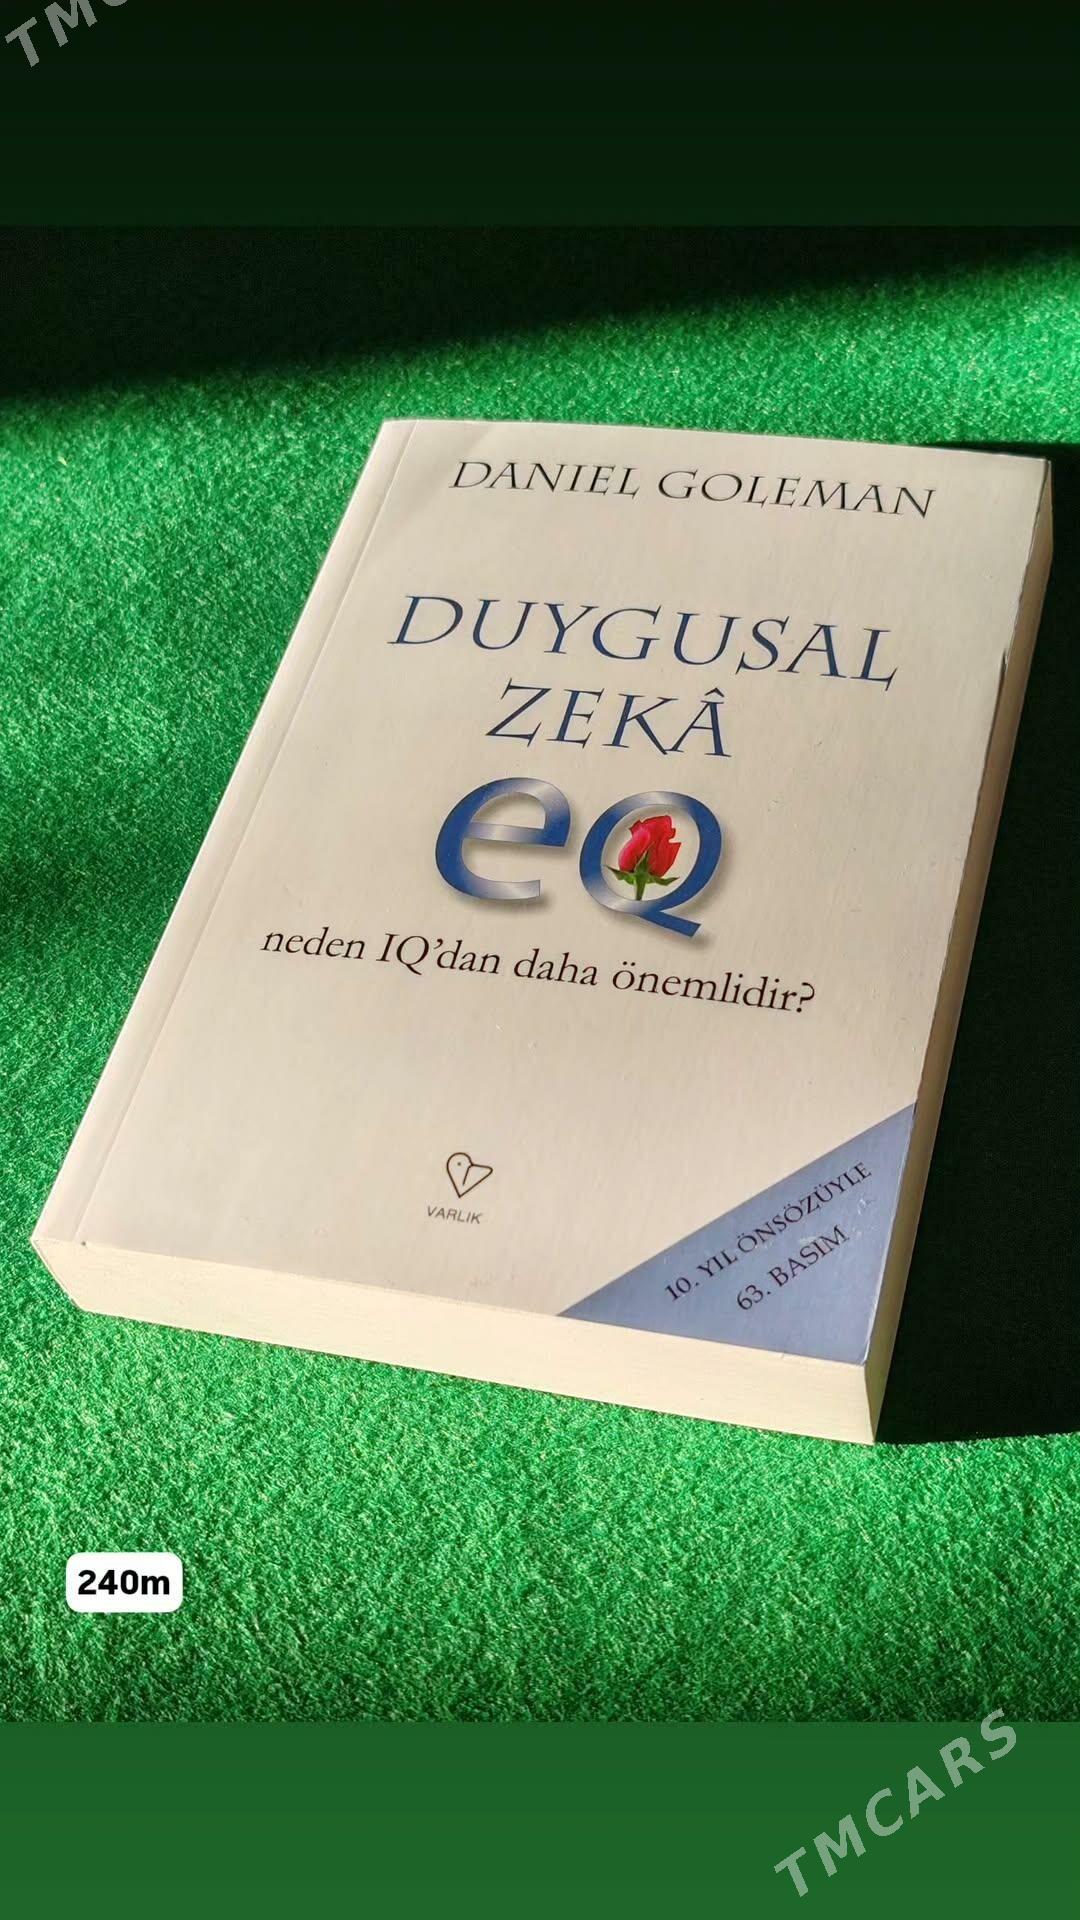 DANIEL GOLEMAN
DUYGUSAL
ZEKÂ
eQ
neden IQ'dan daha önemlidir?
VARLIK
10. YIL ÖNSÖZÜYLE
63. BASIM
240m
TMCARS